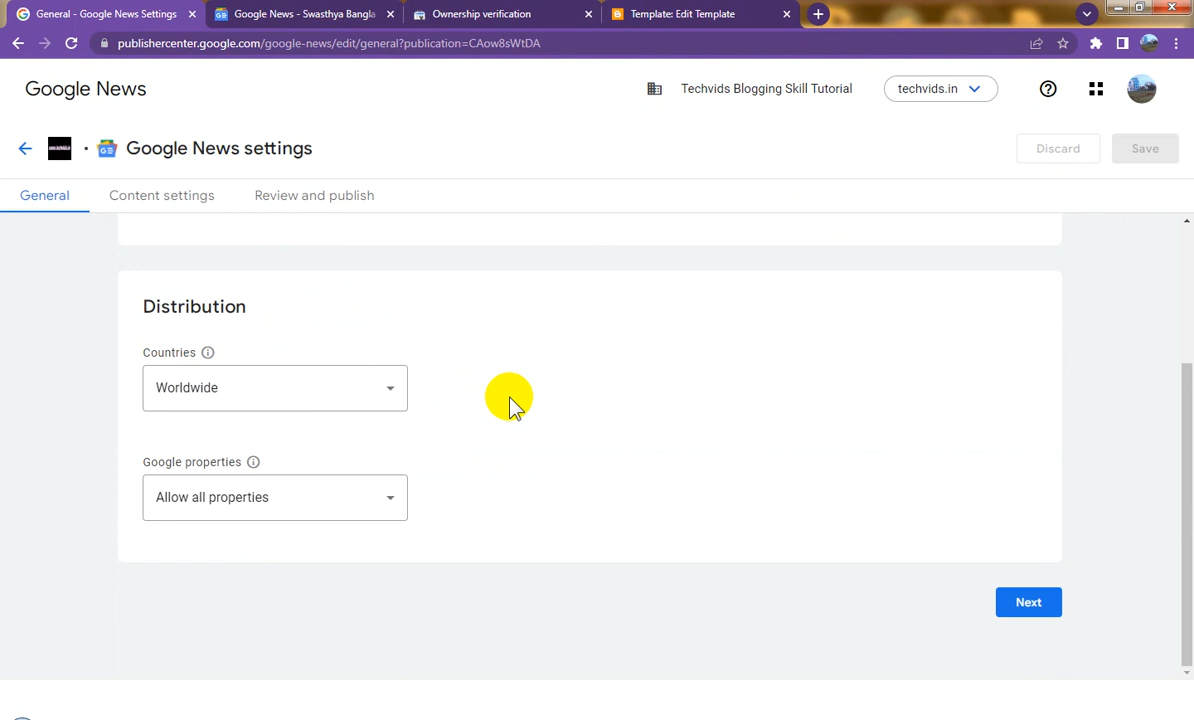 General - Google News Settings
Google News - Swasthya Bangla
Ownership verification
Template: Edit Template
publishercenter.google.com/google-news/edit/general?publication=CAow8sWtDA
Google News
Techvids Blogging Skill Tutorial
techvids.in
Google News settings
Discard
Save
General
Content settings
Review and publish
Distribution
Countries
Worldwide
Google properties
Allow all properties
Next